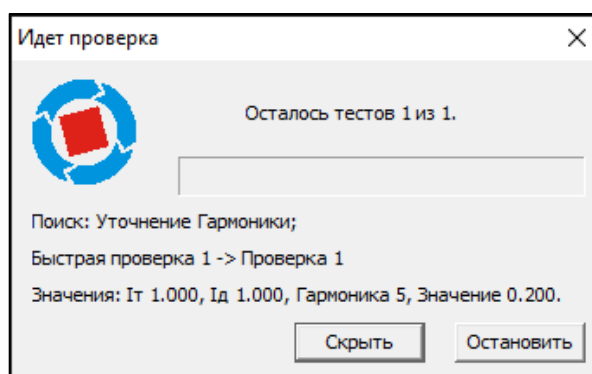 Идет проверка
Осталось тестов 1 из 1.
Поиск: Уточнение Гармоники;
Быстрая проверка 1 -> Проверка 1
Значения: Iт 1.000, Iд 1.000, Гармоника 5, Значение 0.200.
Скрыть Остановить